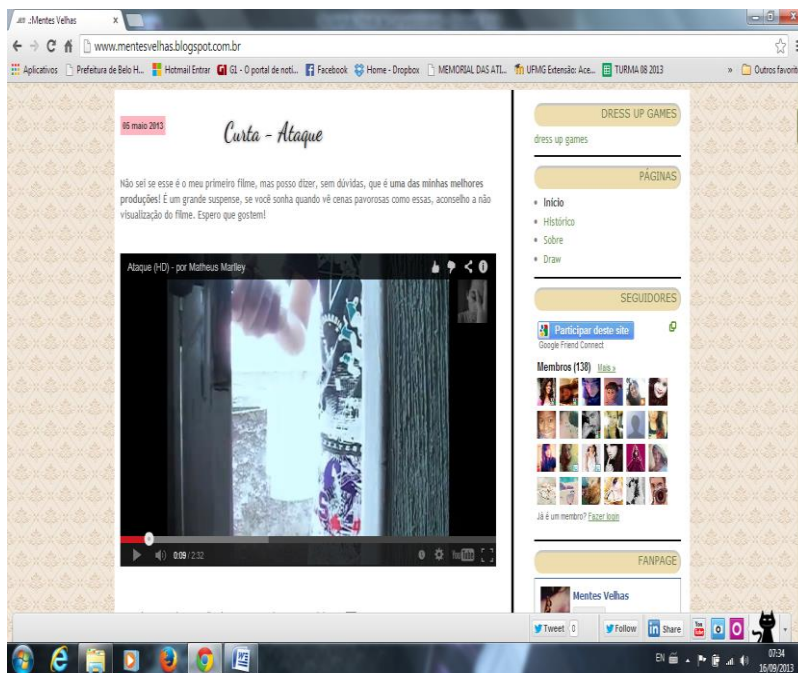 .::Mentes Velhas
www.mentesvelhas.blogspot.com.br
Aplicativos
Prefeitura de Belo H...
Hotmail Entrar
G1 - O portal de notí...
Facebook
Home - Dropbox
MEMORIAL DAS ATI...
UFMG Extensão: Ace...
TURMA 08 2013
»
Outros favorit
05 maio 2013
Curta - Ataque
Não sei se esse é o meu primeiro filme, mas posso dizer, sem dúvidas, que é uma das minhas melhores
produções! É um grande suspense, se você sonha quando vê cenas pavorosas como essas, aconselho a não
visualização do filme. Espero que gostem!
Ataque (HD) - por Matheus Marlley
0:09 / 2:32
YouTube
DRESS UP GAMES
dress up games
PÁGINAS
Início
Histórico
Sobre
Draw
SEGUIDORES
Participar deste site
Google Friend Connect
Membros (138) Mais »
Já é um membro? Fazer login
FANPAGE
Mentes Velhas
Tweet 0
Follow
Share
You Tube
EN
07:34
16/09/2013